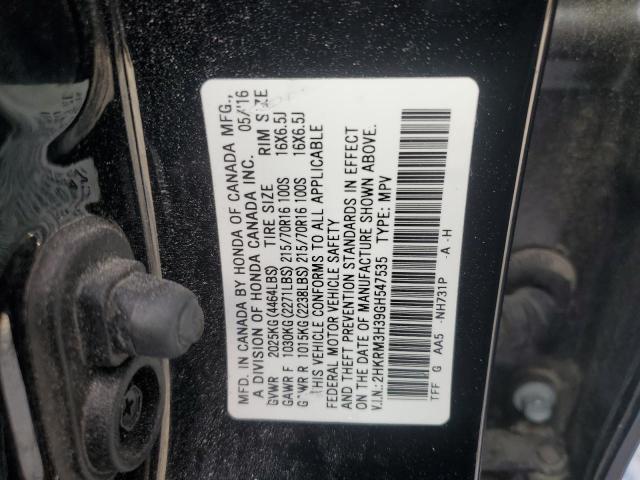 MFD. IN CANADA BY HONDA OF CANADA MFG.,
A DIVISION OF HONDA CANADA INC. 05/'16
GVWR 2025KG(4464LBS) TIRE SIZE RIM SIZE
GAWR F 1030KG(2271LBS) 215/70R16 100S 16X6.5J
G WR R 1015KG(2238LBS) 215/70R16 100S 16X6.5J
THIS VEHICLE CONFORMS TO ALL APPLICABLE
FEDERAL MOTOR VEHICLE SAFETY
AND THEFT PREVENTION STANDARDS IN EFFECT
ON THE DATE OF MANUFACTURE SHOWN ABOVE.
V.I.N.:2HKRM3H39GH547535 TYPE: MPV
TFF G AA5 -NH731P -A -H